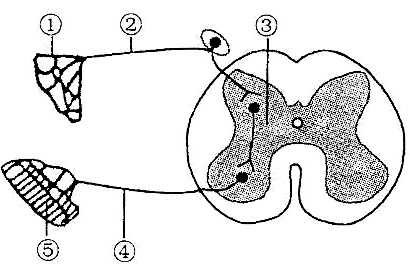 ① ② ③
⑤ ④